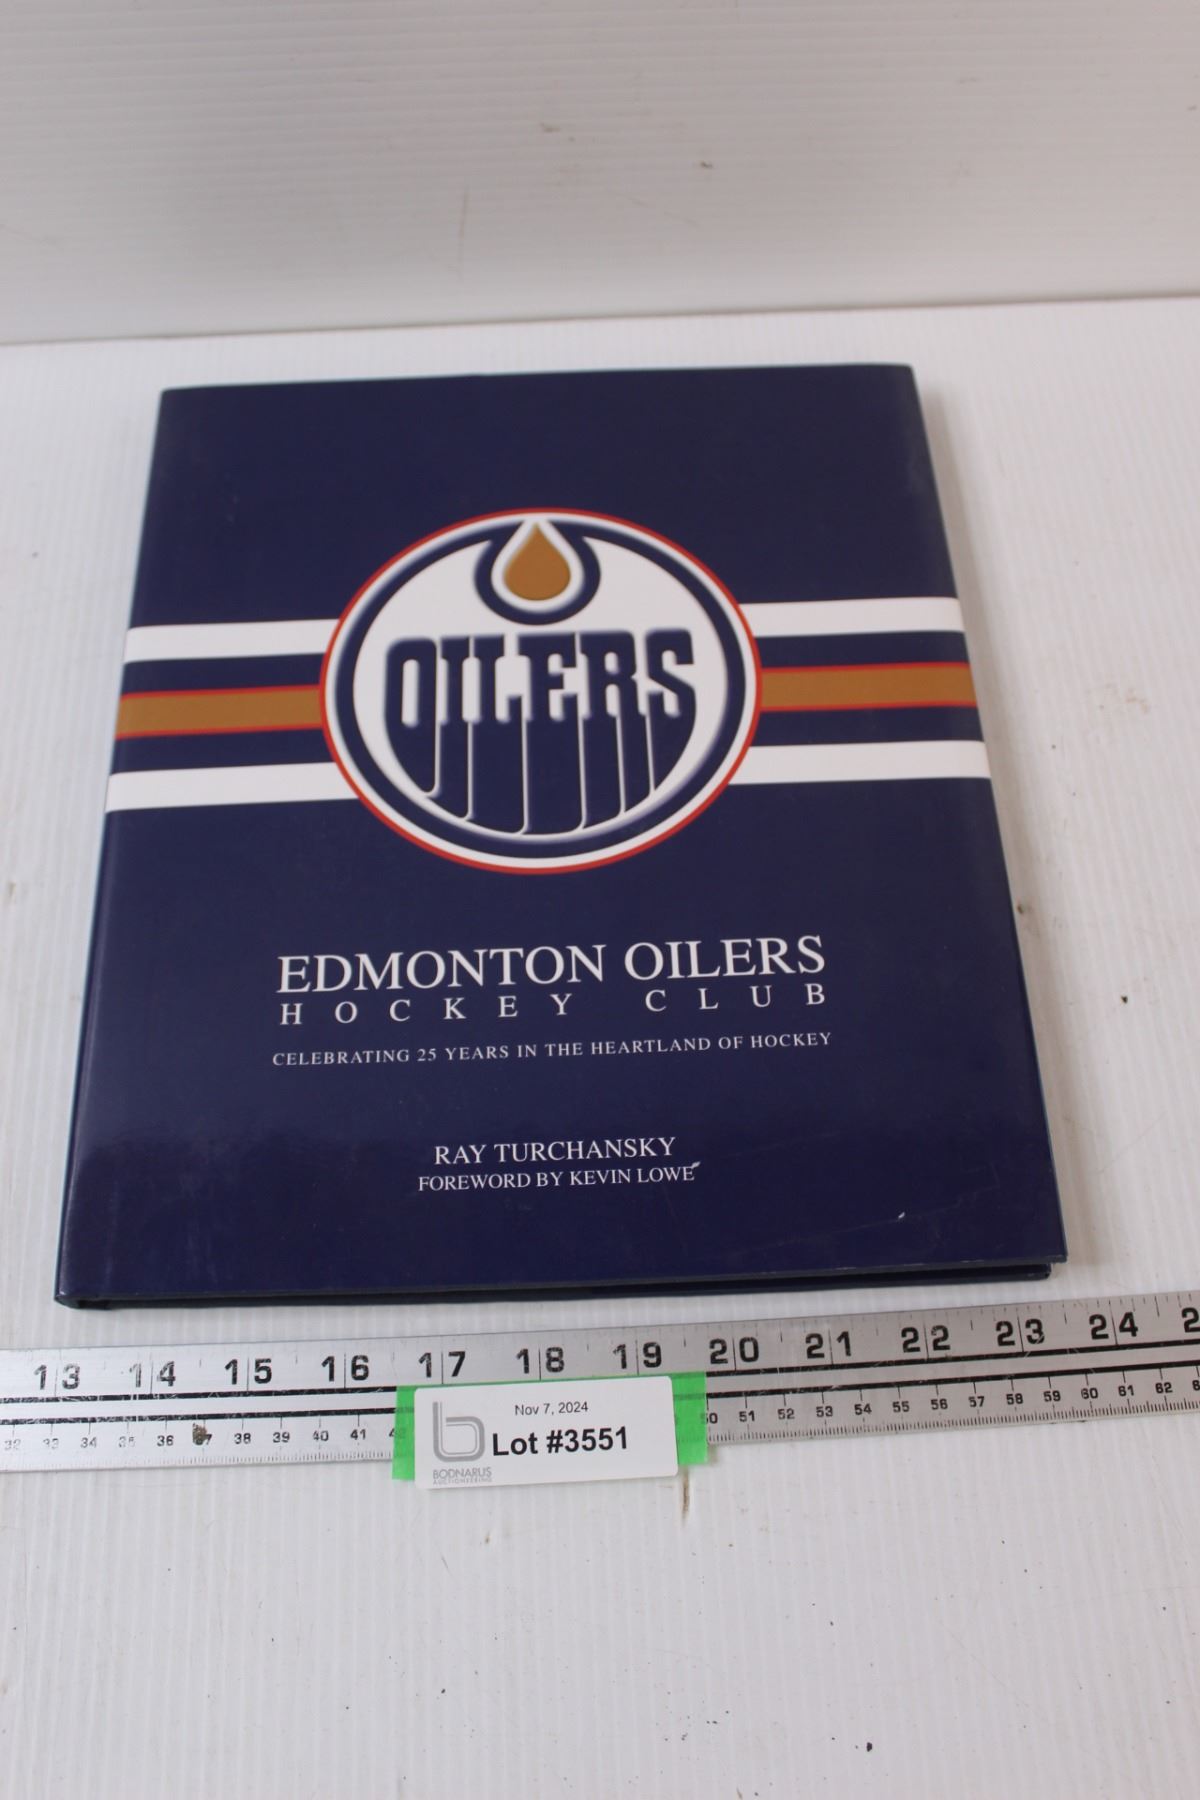 OILERS
EDMONTON OILERS
HOCKEY CLUB
CELEBRATING 25 YEARS IN THE HEARTLAND OF HOCKEY
RAY TURCHANSKY
FOREWORD BY KEVIN LOWE
13 14 15 16 17 18 19 20 21 22 23 24 2
32 33 34 35 36 37 38 39 40 41 50 51 52 53 54 55 56 57 58 59 60 61 62
Nov 7, 2024
Lot #3551
BODNARUS
AUCTIONEERING